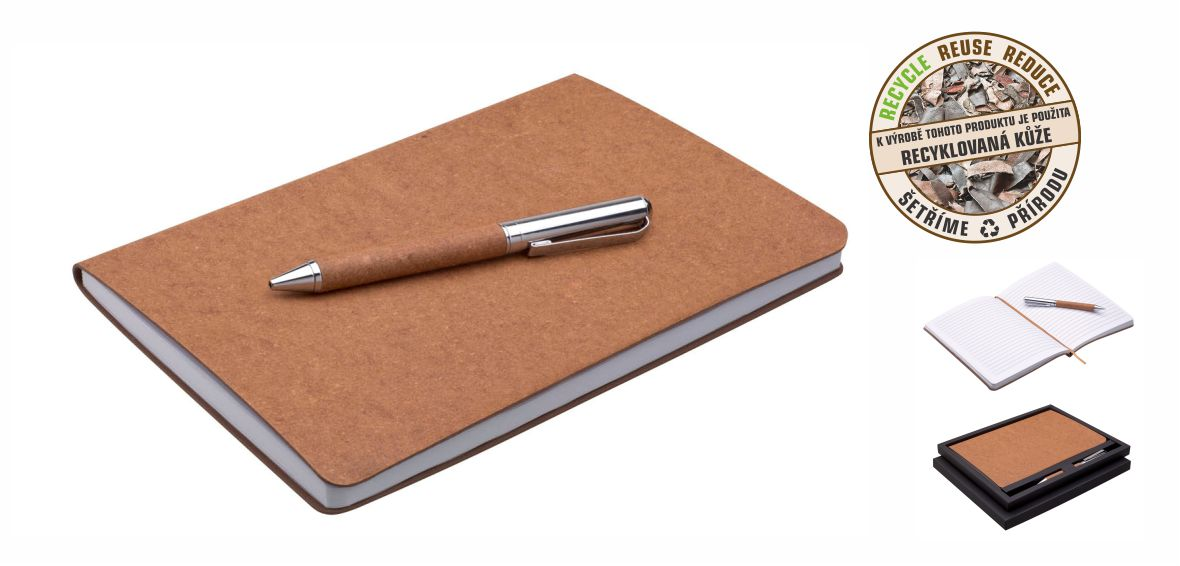 RECYCLE REUSE REDUCE
K VÝROBĚ TOHOTO PRODUKTU JE POUŽITA
RECYKLOVANÁ KŮŽE
ŠETŘÍME PŘÍRODU